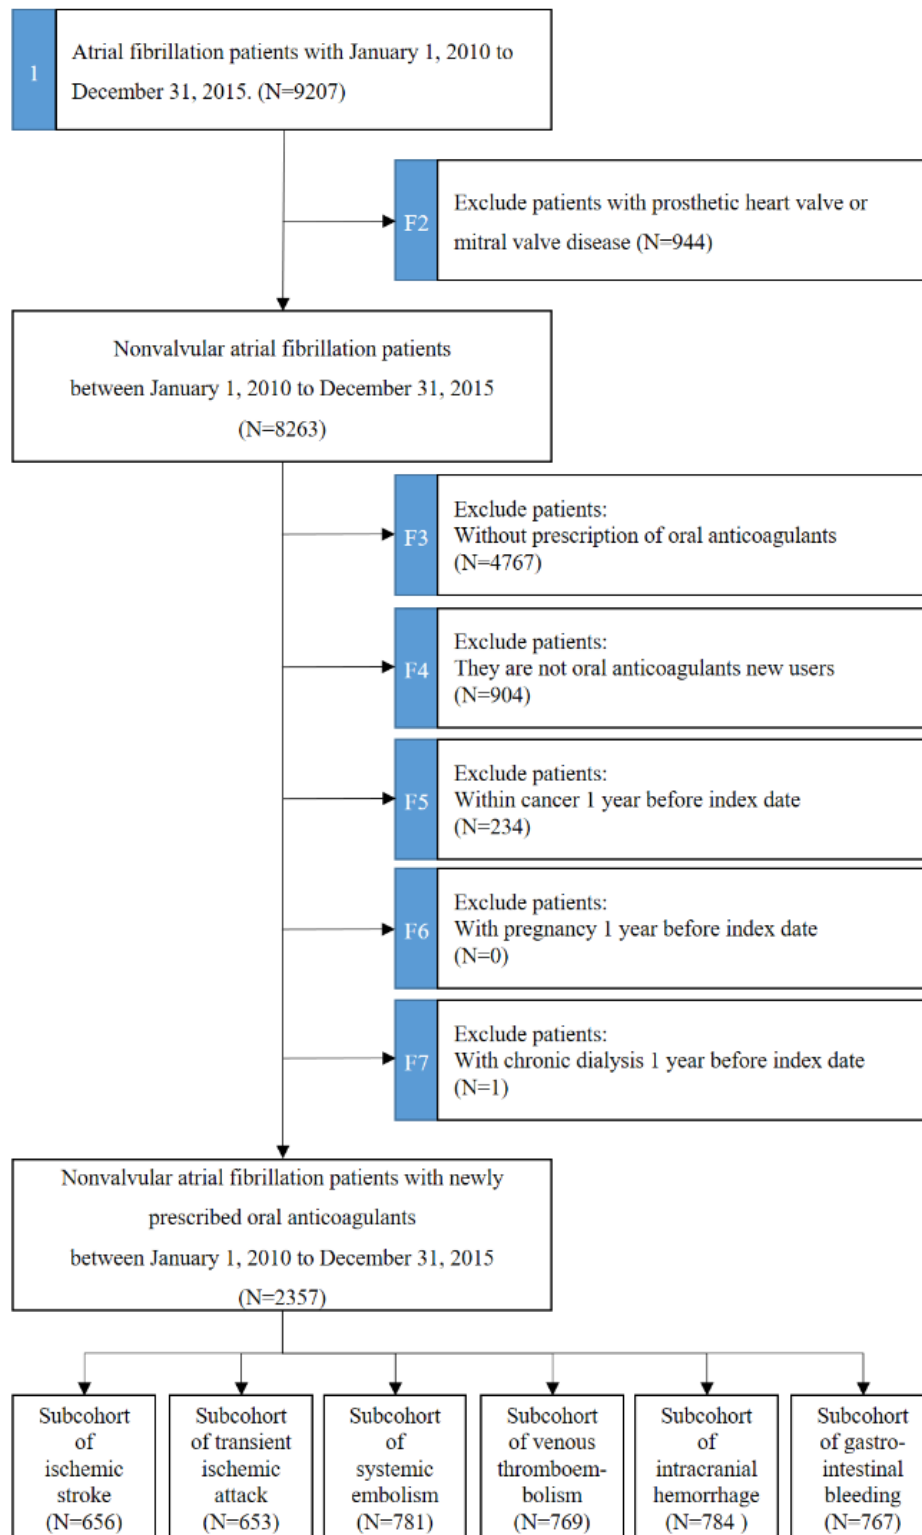 1
Atrial fibrillation patients with January 1, 2010 to
December 31, 2015. (N=9207)
F2
Exclude patients with prosthetic heart valve or
mitral valve disease (N=944)
Nonvalvular atrial fibrillation patients
between January 1, 2010 to December 31, 2015
(N=8263)
F3
Exclude patients:
Without prescription of oral anticoagulants
(N=4767)
F4
Exclude patients:
They are not oral anticoagulants new users
(N=904)
F5
Exclude patients:
Within cancer 1 year before index date
(N=234)
F6
Exclude patients:
With pregnancy 1 year before index date
(N=0)
F7
Exclude patients:
With chronic dialysis 1 year before index date
(N=1)
Nonvalvular atrial fibrillation patients with newly
prescribed oral anticoagulants
between January 1, 2010 to December 31, 2015
(N=2357)
Subcohort
of
ischemic
stroke
(N=656)
Subcohort
of transient
ischemic
attack
(N=653)
Subcohort
of
systemic
embolism
(N=781)
Subcohort
of venous
thromboem-
bolism
(N=769)
Subcohort
of
intracranial
hemorrhage
(N=784 )
Subcohort
of gastro-
intestinal
bleeding
(N=767)